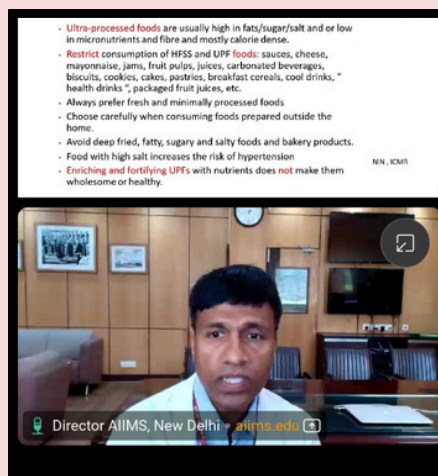 • Ultra-processed foods are usually high in fats/sugar/salt and or low
in micronutrients and fibre and mostly calorie dense.
• Restrict consumption of HFSS and UPF foods: sauces, cheese,
mayonnaise, jams, fruit pulps, juices, carbonated beverages,
biscuits, cookies, cakes, pastries, breakfast cereals, cool drinks, “
health drinks “, packaged fruit juices, etc.
• Always prefer fresh and minimally processed foods
• Choose carefully when consuming foods prepared outside the
home.
• Avoid deep fried, fatty, sugary and salty foods and bakery products.
• Food with high salt increases the risk of hypertension
NIN, ICMR
• Enriching and fortifying UPFs with nutrients does not make them
wholesome or healthy.
Director AIIMS, New Delhi - aiims.edu